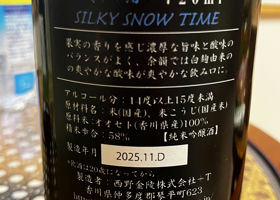 720ml
SILKY SNOW TIME
果実の香りを感じ濃厚な旨味と酸味の
バランスがよく、余韻では白麹由来の
爽やかな酸味が爽やかな飲み口に。
アルコール分：14度以上15度未満
原材料名：米(国産)、米こうじ(国産米)
原料米：オオセト(香川県産)100%
精米歩合：58% 【純米吟醸酒】
製造年月 2025.11.D
飲酒は20歳になってから
製造者：西野金陵株式会社+T
香川県仲多度郡琴平町623